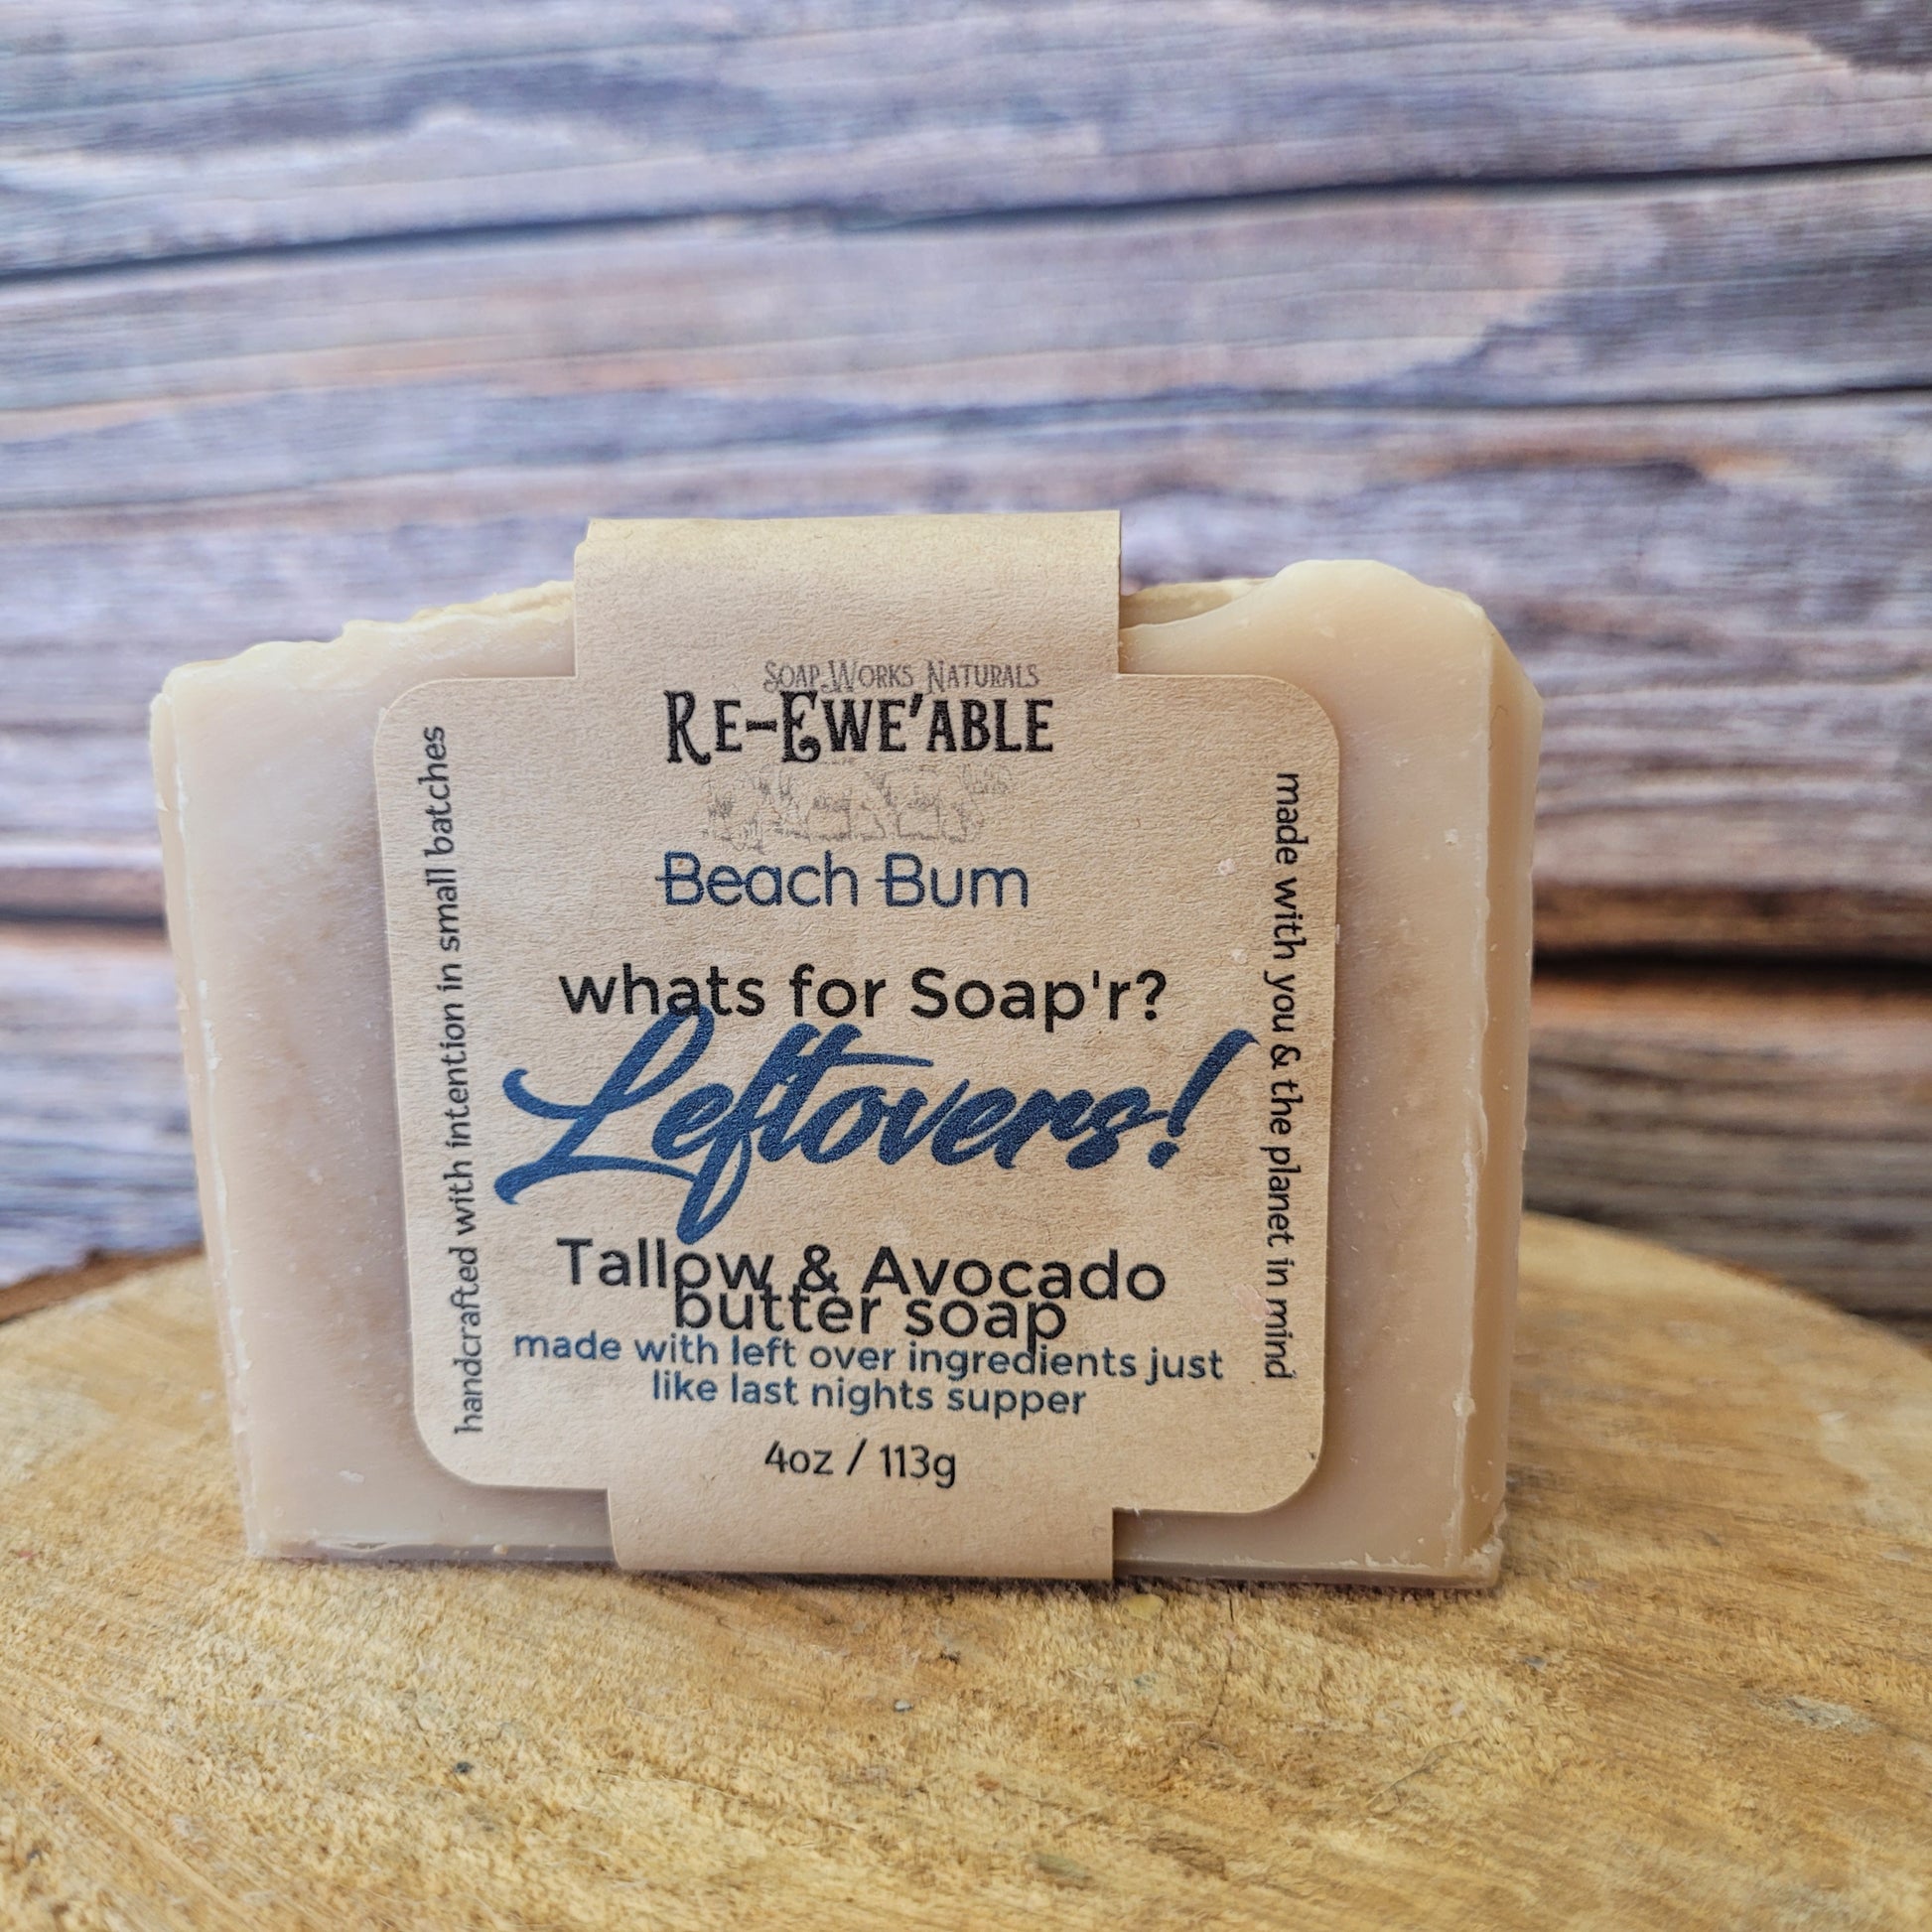 SOAP WORKS NATURALS
RE-EWE'ABLE
Beach Bum
whats for Soap'r?
Leftovers!
Tallow & Avocado
butter soap
made with left over ingredients just
like last nights supper
4oz / 113g
handcrafted with intention in small batches
made with you & the planet in mind